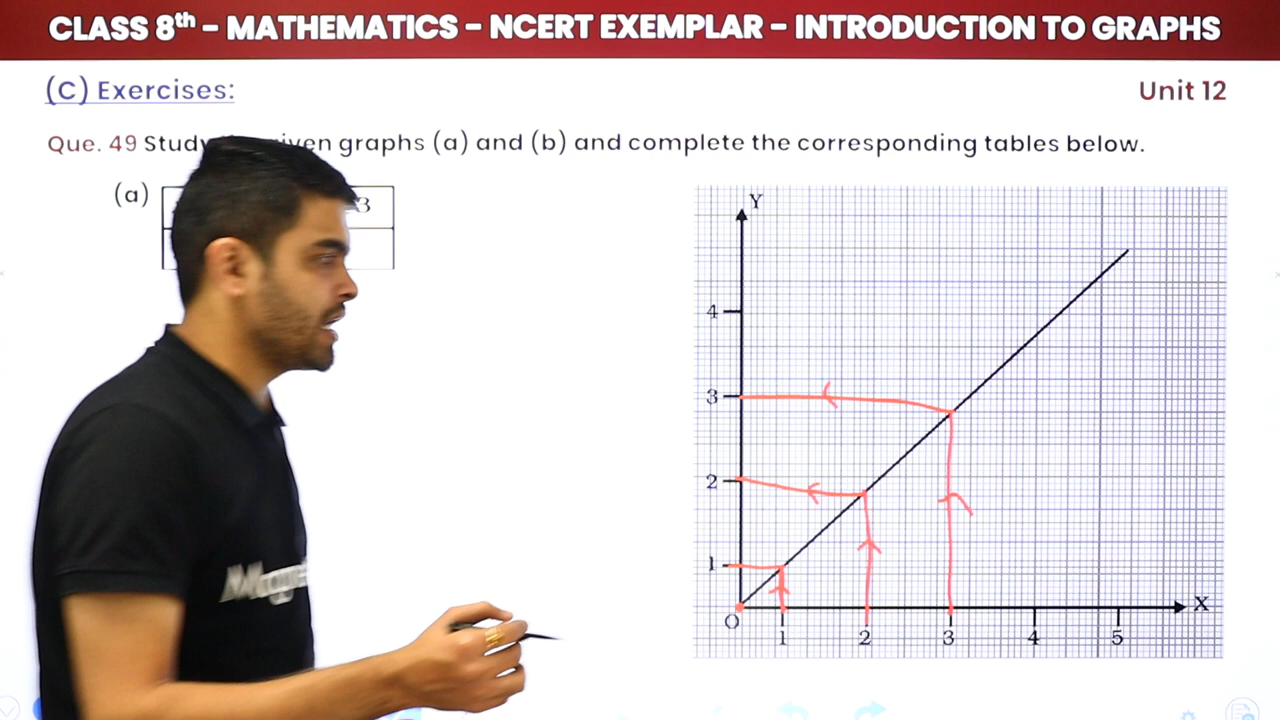 CLASS 8th - MATHEMATICS - NCERT EXEMPLAR - INTRODUCTION TO GRAPHS
(C) Exercises:
Unit 12
Que. 49 Study given graphs (a) and (b) and complete the corresponding tables below.
(a)
3
Y
4
3
2
1
O
1
2
3
4
5
X